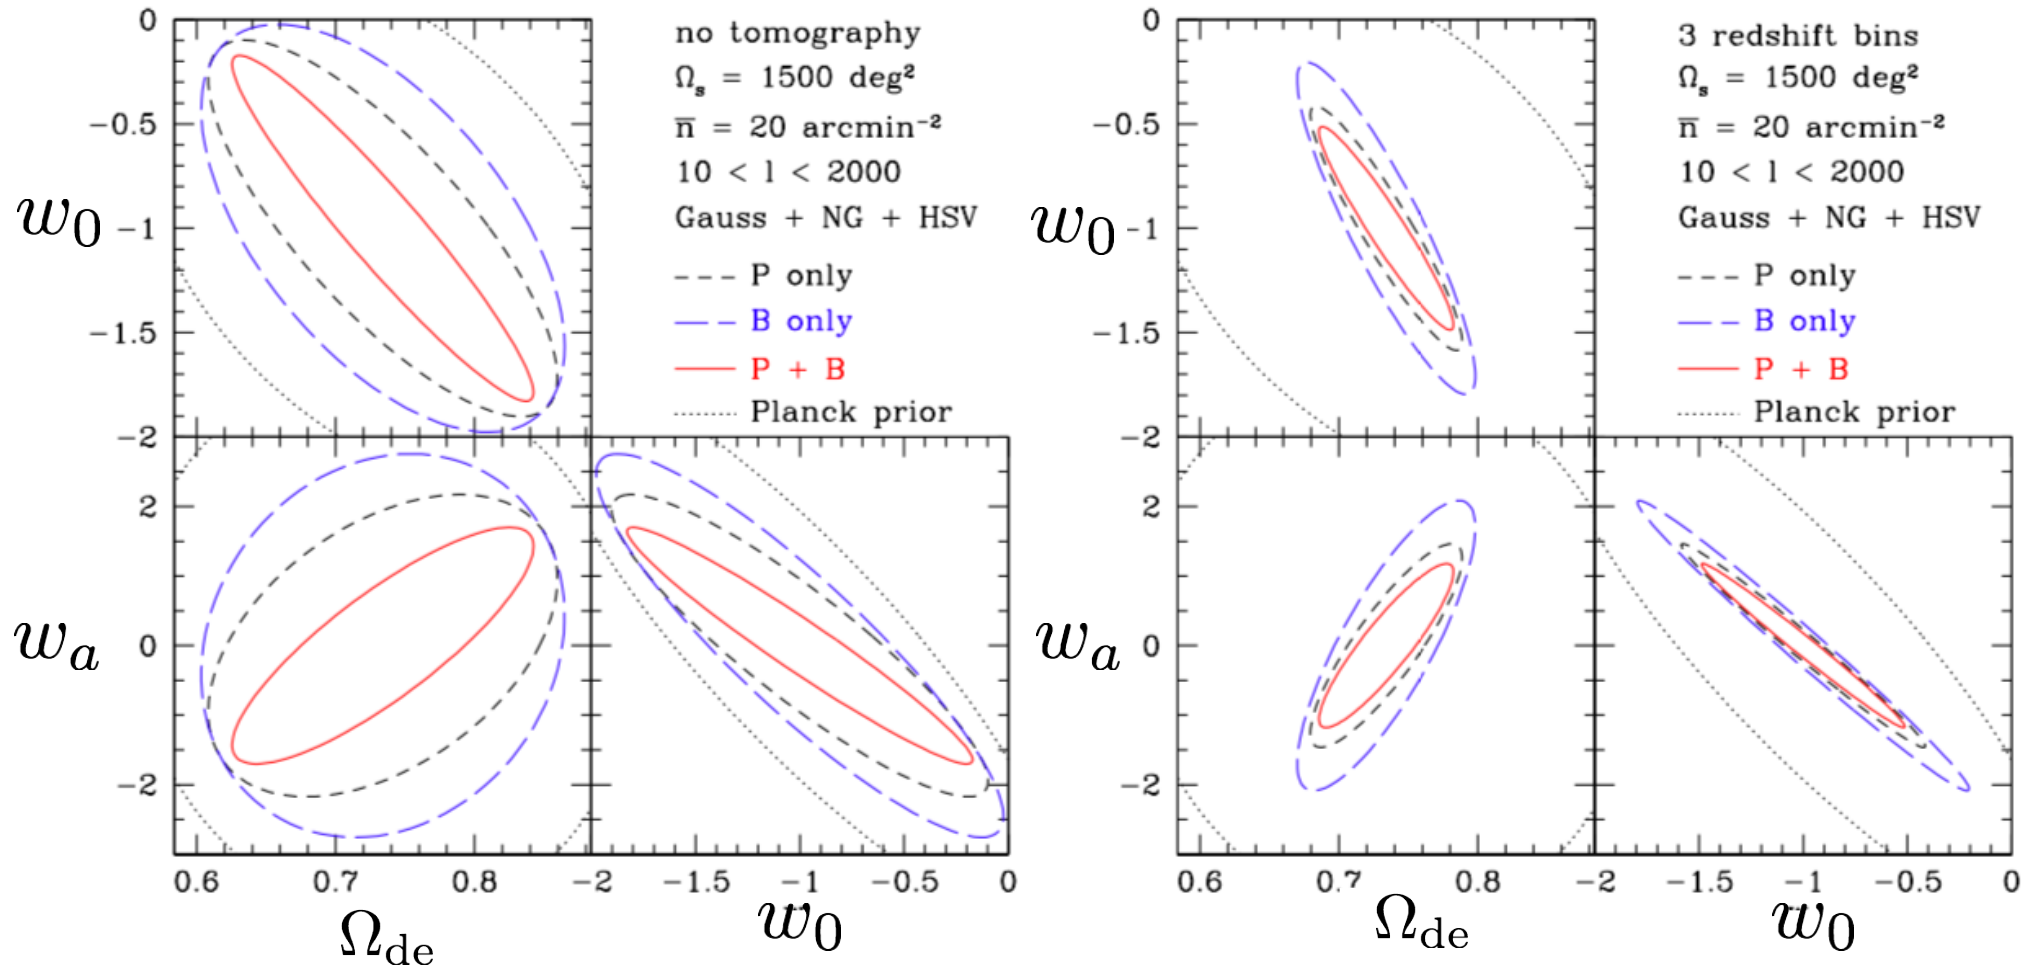 no tomography
Ωs = 1500 deg²
n̅ = 20 arcmin⁻²
10 < l < 2000
Gauss + NG + HSV
P only
B only
P + B
Planck prior
w0
0
−0.5
−1
−1.5
−2
wa
2
0
−2
0.6 0.7 0.8 −2 −1.5 −1 −0.5 0
Ωde w0
3 redshift bins
Ωs = 1500 deg²
n̅ = 20 arcmin⁻²
10 < l < 2000
Gauss + NG + HSV
P only
B only
P + B
Planck prior
w0
0
−0.5
−1
−1.5
−2
wa
2
0
−2
0.6 0.7 0.8 −2 −1.5 −1 −0.5 0
Ωde w0